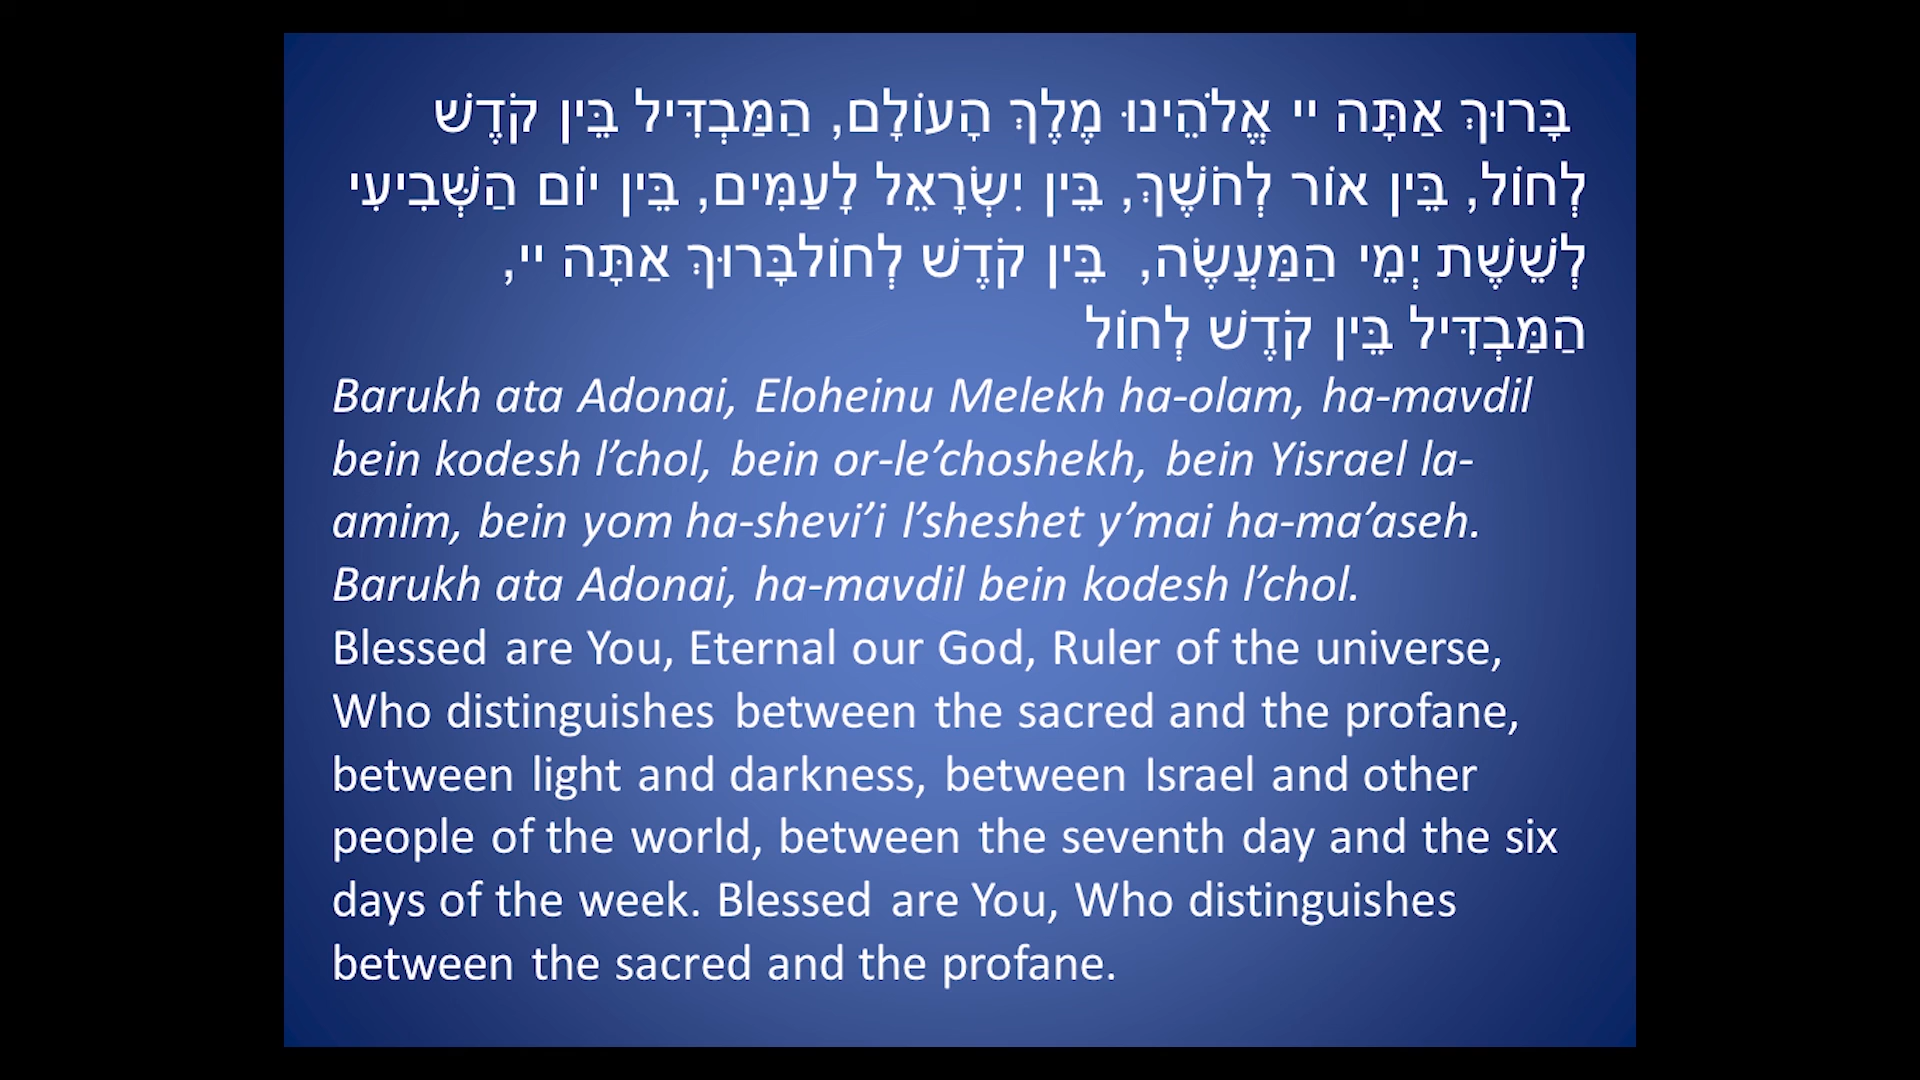 בָּרוּךְ אַתָּה יי אֱלֹהֵינוּ מֶלֶךְ הָעוֹלָם, הַמַּבְדִּיל בֵּין קֹדֶשׁ
לְחוֹל, בֵּין אוֹר לְחֹשֶׁךְ, בֵּין יִשְׂרָאֵל לָעַמִּים, בֵּין יוֹם הַשְּׁבִיעִי
לְשֵׁשֶׁת יְמֵי הַמַּעֲשֶׂה, בֵּין קֹדֶשׁ לְחוֹלבָּרוּךְ אַתָּה יי,
הַמַּבְדִּיל בֵּין קֹדֶשׁ לְחוֹל
Barukh ata Adonai, Eloheinu Melekh ha-olam, ha-mavdil
bein kodesh l’chol, bein or-le’choshekh, bein Yisrael la-
amim, bein yom ha-shevi’i l’sheshet y’mai ha-ma’aseh.
Barukh ata Adonai, ha-mavdil bein kodesh l’chol.
Blessed are You, Eternal our God, Ruler of the universe,
Who distinguishes between the sacred and the profane,
between light and darkness, between Israel and other
people of the world, between the seventh day and the six
days of the week. Blessed are You, Who distinguishes
between the sacred and the profane.